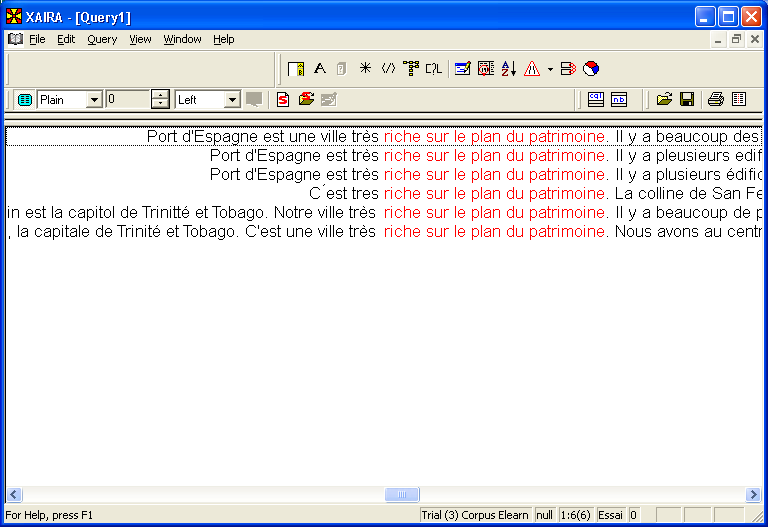 XAIRA - [Query1]
File Edit Query View Window Help
Plain 0 Left
Port d'Espagne est une ville très riche sur le plan du patrimoine. Il y a beaucoup des
Port d'Espagne est très riche sur le plan du patrimoine. Il y a pleusieurs edif
Port d'Espagne est très riche sur le plan du patrimoine. Il y a plusieurs édific
C´est tres riche sur le plan du patrimoine. La colline de San Fe
in est la capitol de Trinitté et Tobago. Notre ville très riche sur le plan du patrimoine. Il y a beaucoup de p
, la capitale de Trinité et Tobago. C'est une ville très riche sur le plan du patrimoine. Nous avons au centr
For Help, press F1 Trial (3) Corpus Elearn null 1:6(6) Essai 0